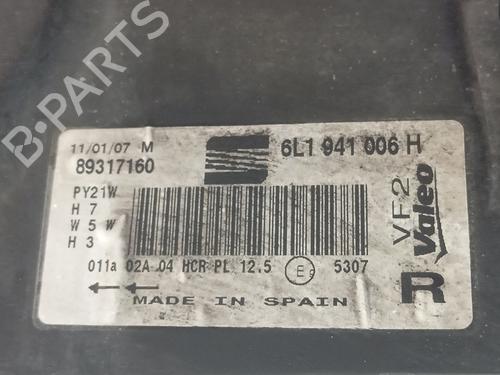 B-PARTS
11/01/07 M
89317160
6L1 941 006 H
PY21W
H 7
W 5 W
H 3
VF2
Valeo
011a 02A 04 HCR PL 12.5 E 5307
R
MADE IN SPAIN